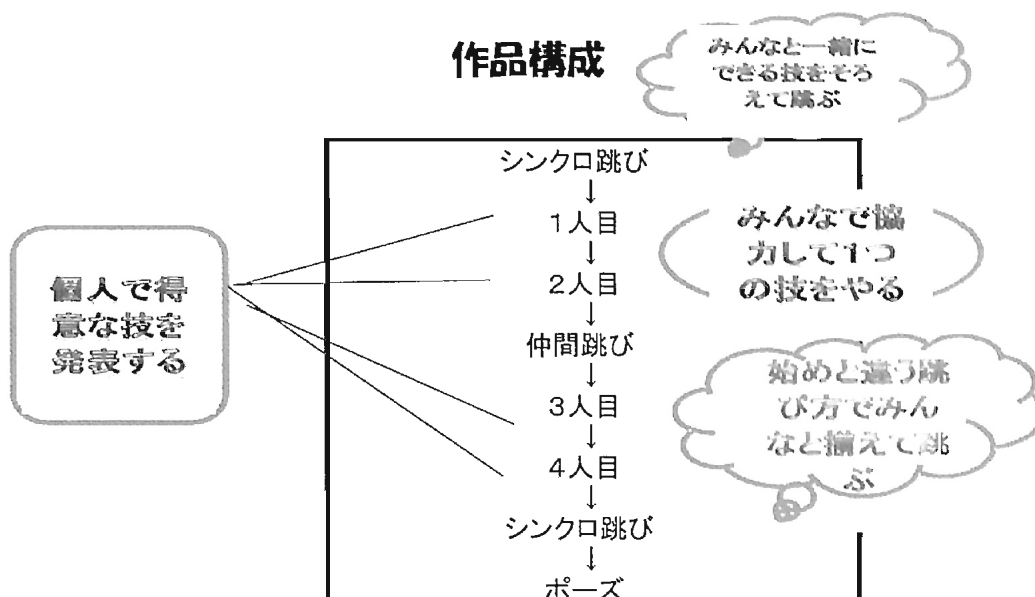 作品構成
みんなと一緒に
できる技をそろ
えて跳ぶ
シンクロ跳び
↓
1人目
↓
2人目
↓
仲間跳び
↓
3人目
↓
4人目
↓
シンクロ跳び
↓
ポーズ
個人で得
意な技を
発表する
みんなで協
力して1つ
の技をやる
始めと違う跳
び方でみん
なと揃えて跳
ぶ